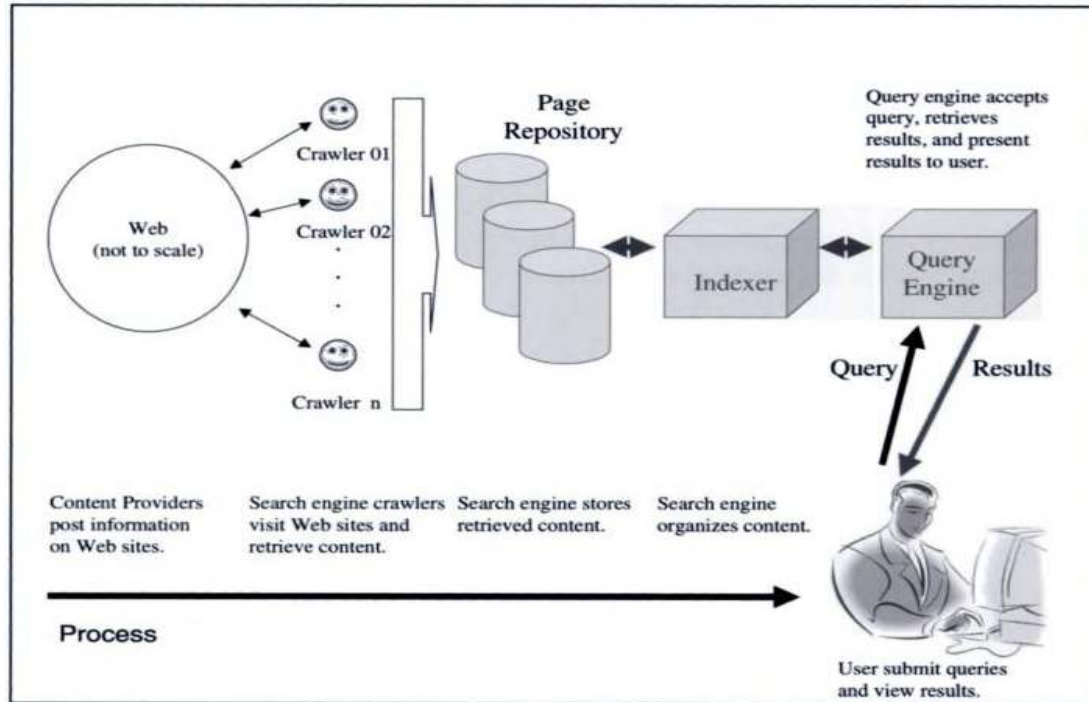 Page
Repository
Query engine accepts
query, retrieves
results, and present
results to user.
Crawler 01
Web
(not to scale)
Crawler 02
Crawler n
Indexer
Query
Engine
Query
Results
Content Providers
post information
on Web sites.
Search engine crawlers
visit Web sites and
retrieve content.
Search engine stores
retrieved content.
Search engine
organizes content.
Process
User submit queries
and view results.